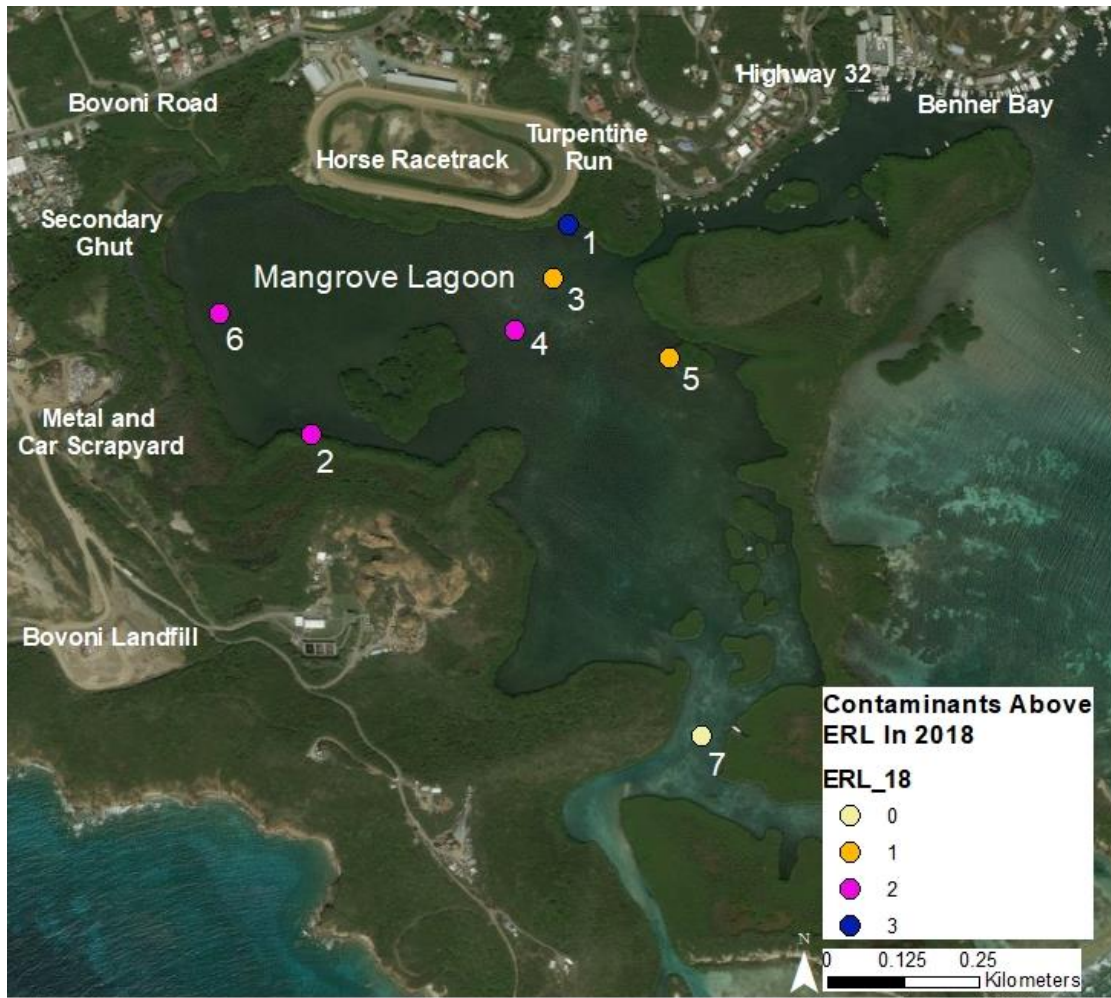 Highway 32
Bovoni Road
Benner Bay
Turpentine
Run
Horse Racetrack
Secondary
Ghut
1
Mangrove Lagoon
3
6
4
5
Metal and
Car Scrapyard
2
Bovoni Landfill
7
Contaminants Above
ERL In 2018
ERL_18
0
1
2
3
N
0 0.125 0.25
Kilometers